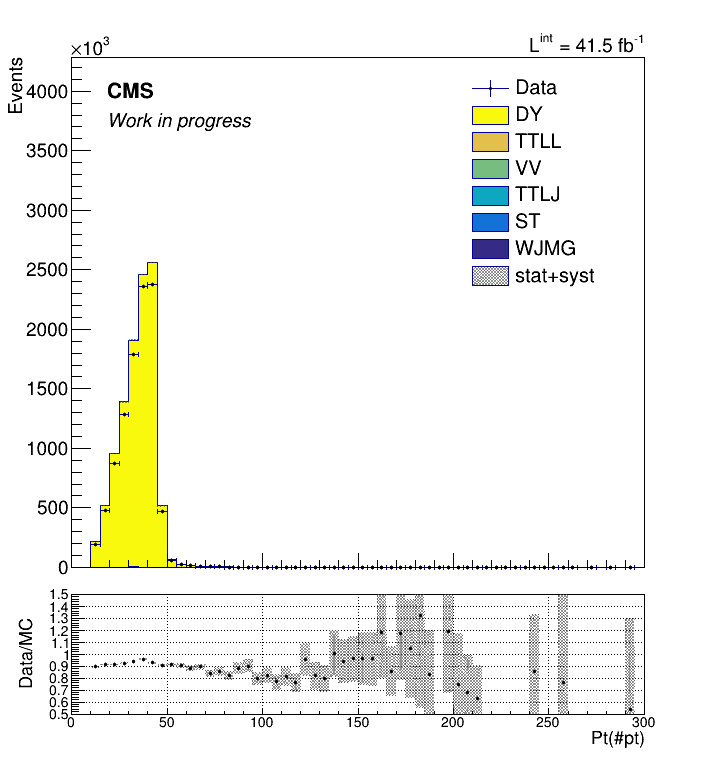 ×10³
L^int = 41.5 fb⁻¹
Events
CMS
Work in progress
Data
DY
TTLL
VV
TTLJ
ST
WJMG
stat+syst
4000
3500
3000
2500
2000
1500
1000
500
0
Data/MC
1.5
1.4
1.3
1.2
1.1
1
0.9
0.8
0.7
0.6
0.5
0 50 100 150 200 250 300
Pt(#pt)